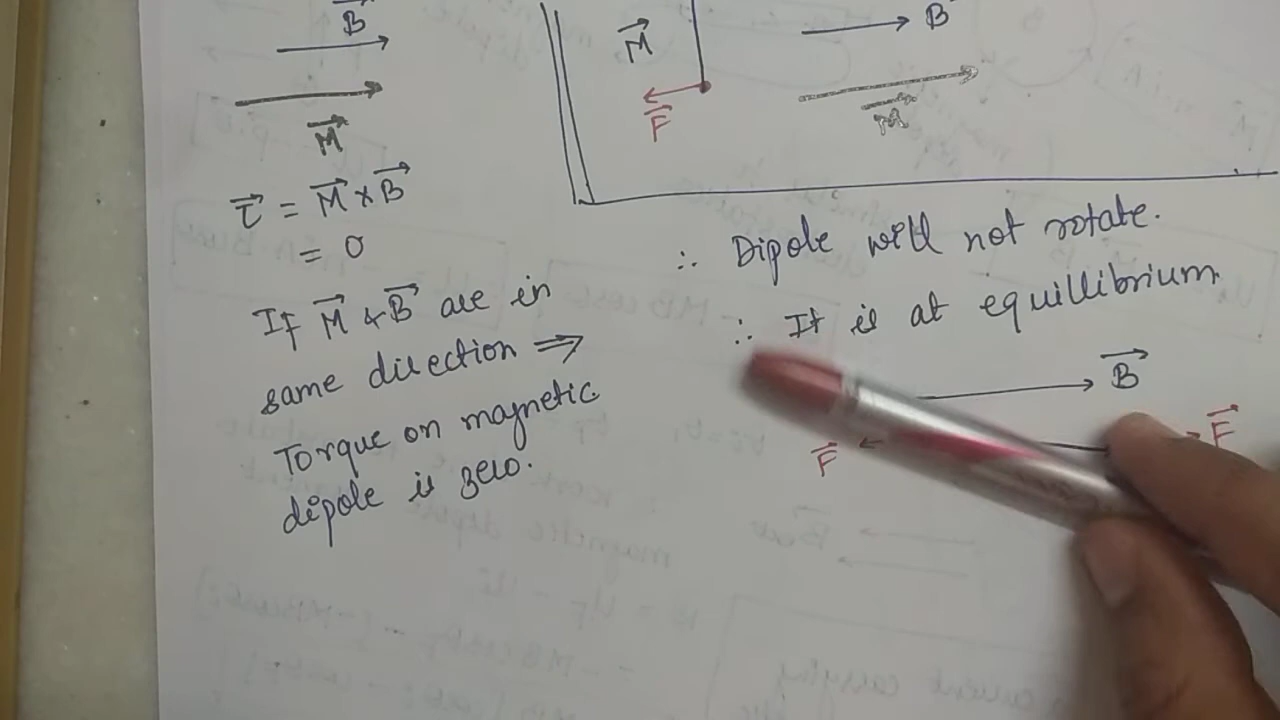 B⃗
M⃗
τ⃗ = M⃗ × B⃗
= 0
If M⃗ & B⃗ are in
same direction ⇒
Torque on magnetic
dipole is zero.
M⃗
F⃗
B
M⃗
∴ Dipole will not rotate.
∴ It is at equillibrium
B⃗
F⃗
F⃗